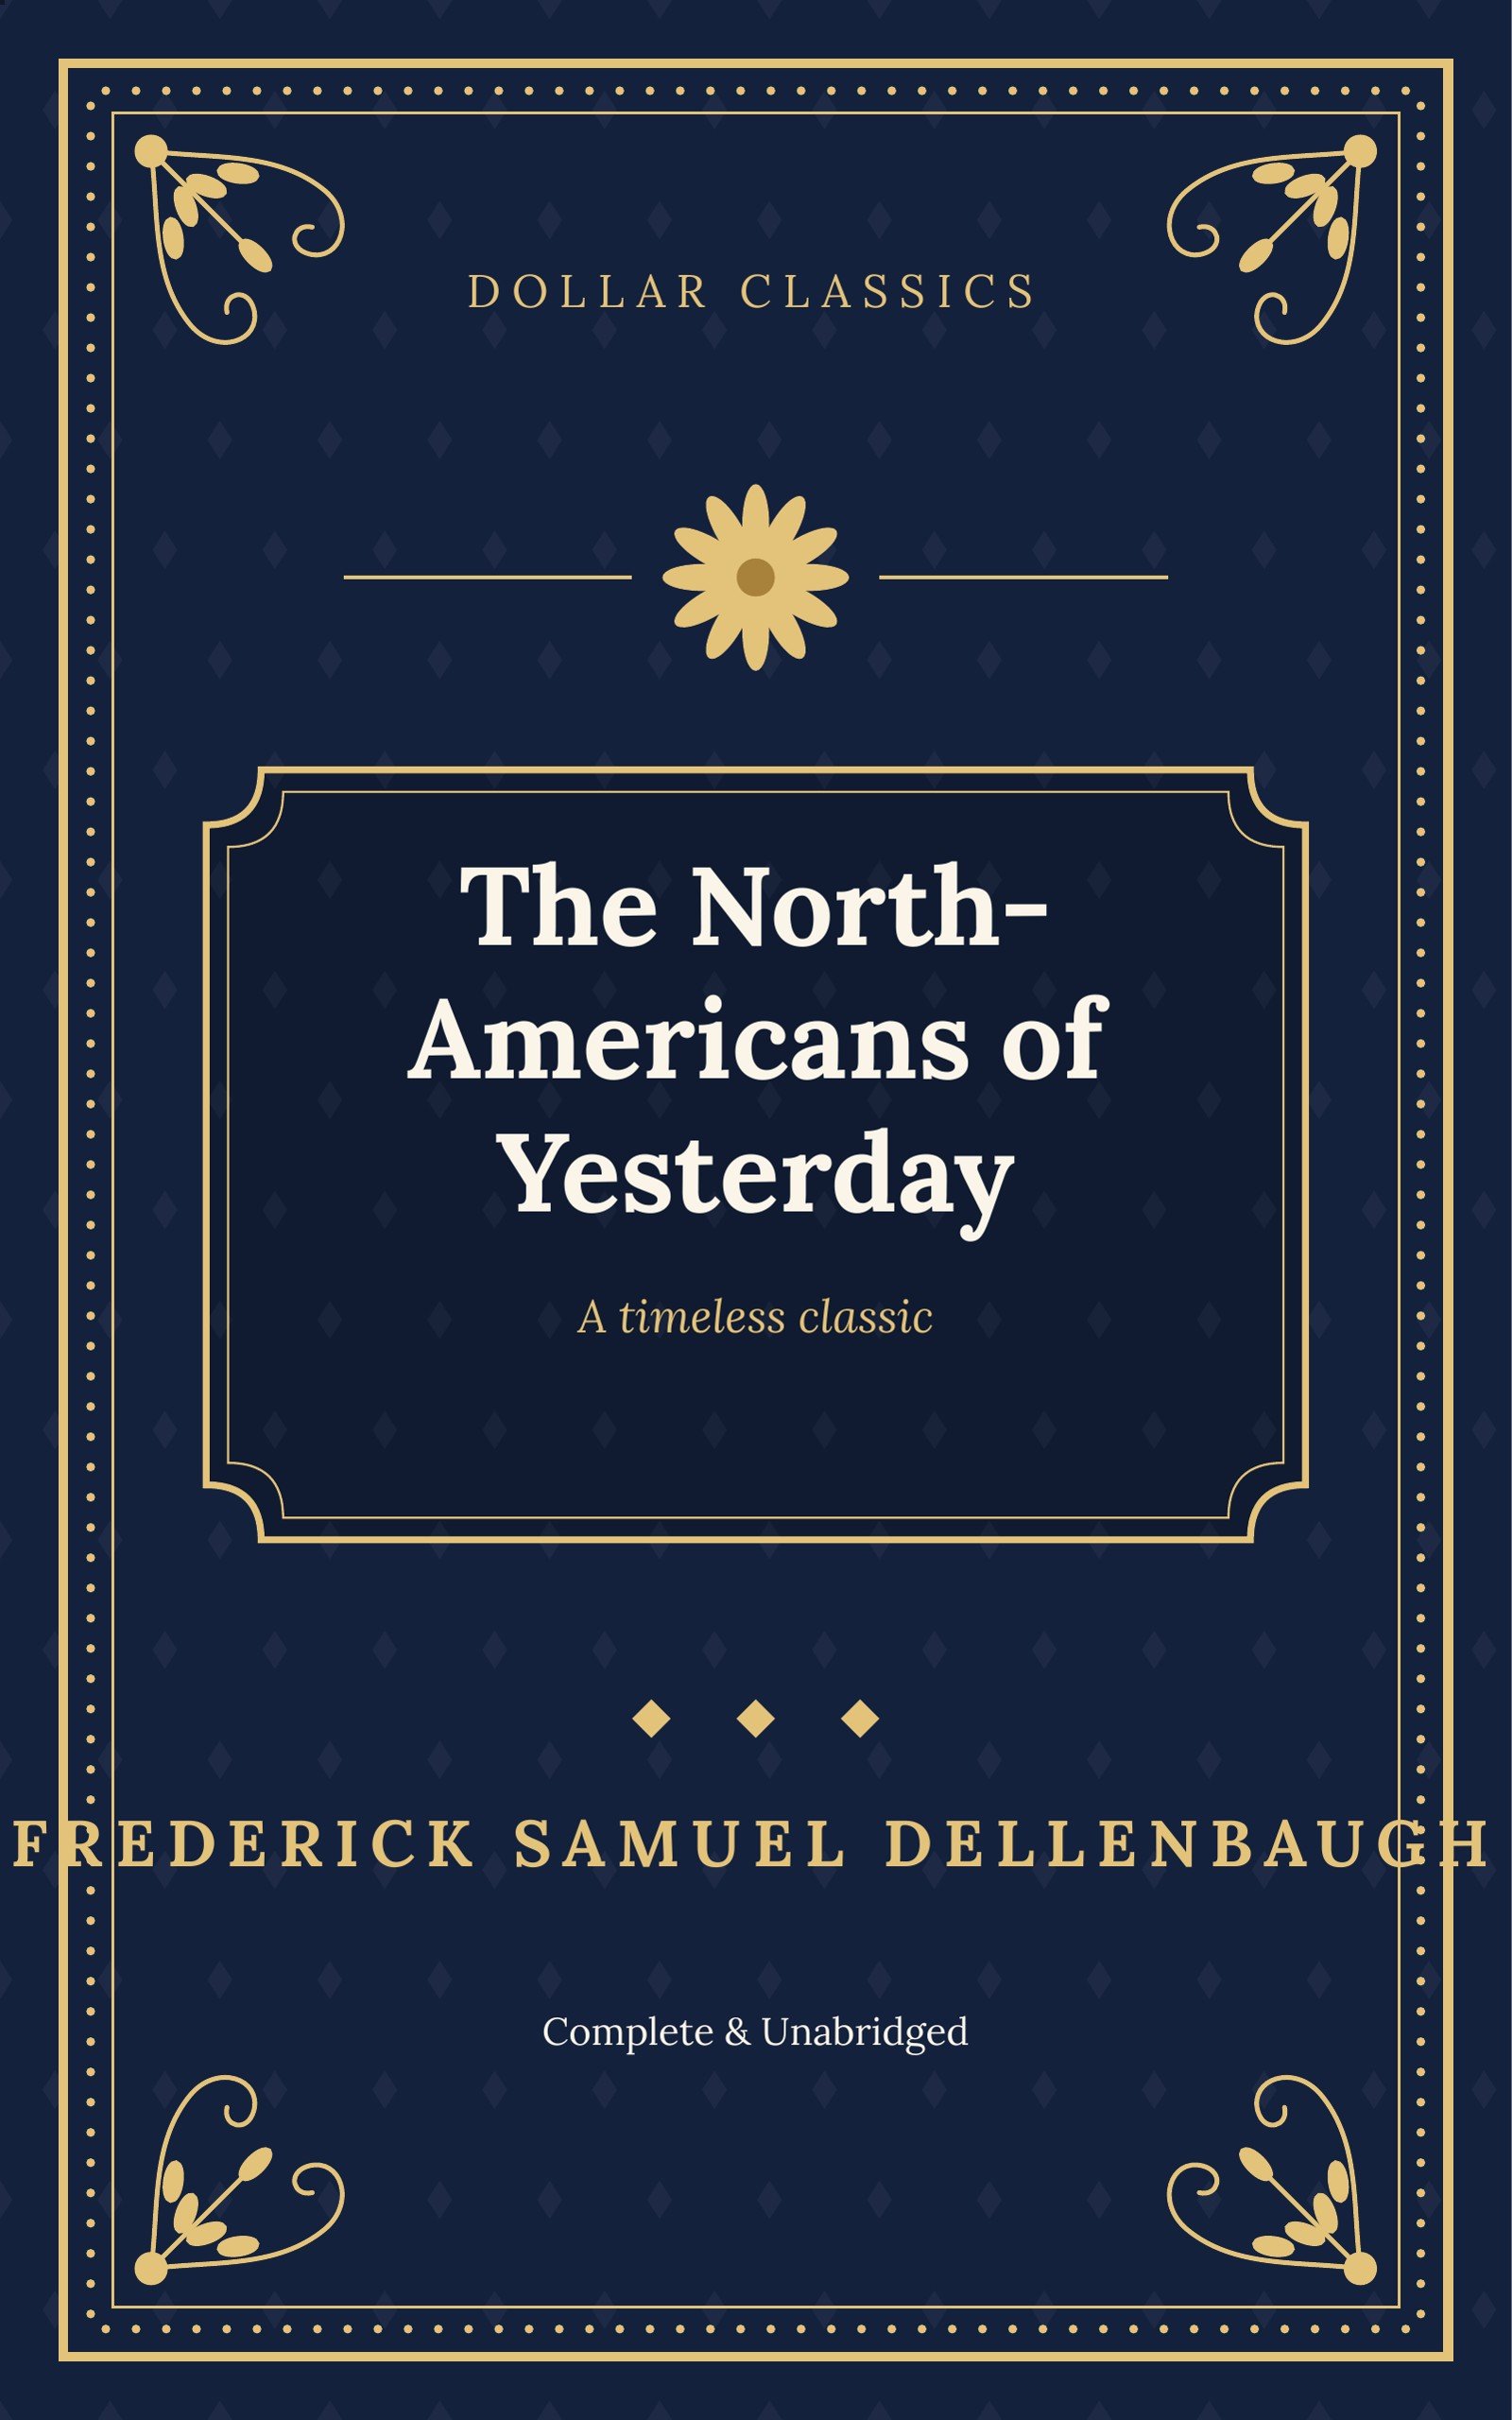 DOLLAR CLASSICS
The North-
Americans of
Yesterday
A timeless classic
FREDERICK SAMUEL DELLENBAUGH
Complete & Unabridged